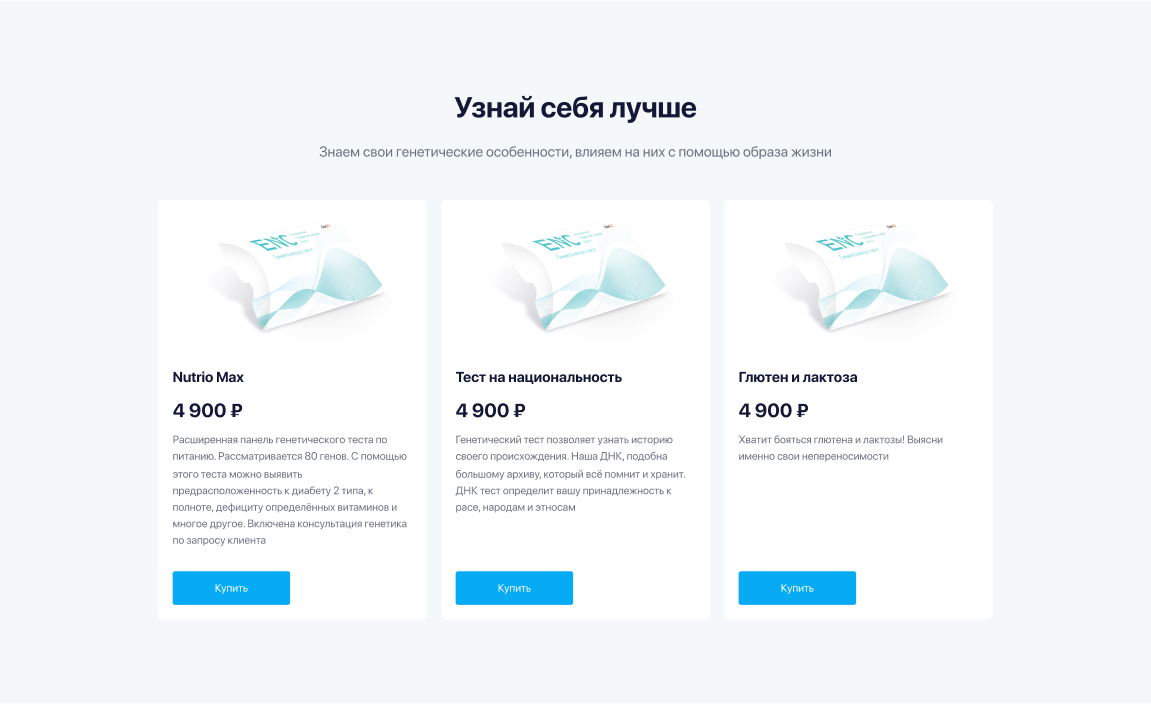 Узнай себя лучше
Знаем свои генетические особенности, влияем на них с помощью образа жизни
Nutrio Max
4 900 ₽
Расширенная панель генетического теста по
питанию. Рассматривается 80 генов. С помощью
этого теста можно выявить
предрасположенность к диабету 2 типа, к
полноте, дефициту определённых витаминов и
многое другое. Включена консультация генетика
по запросу клиента
Купить
Тест на национальность
4 900 ₽
Генетический тест позволяет узнать историю
своего происхождения. Наша ДНК, подобна
большому архиву, который всё помнит и хранит.
ДНК тест определит вашу принадлежность к
расе, народам и этносам
Купить
Глютен и лактоза
4 900 ₽
Хватит бояться глютена и лактозы! Выясни
именно свои непереносимости
Купить